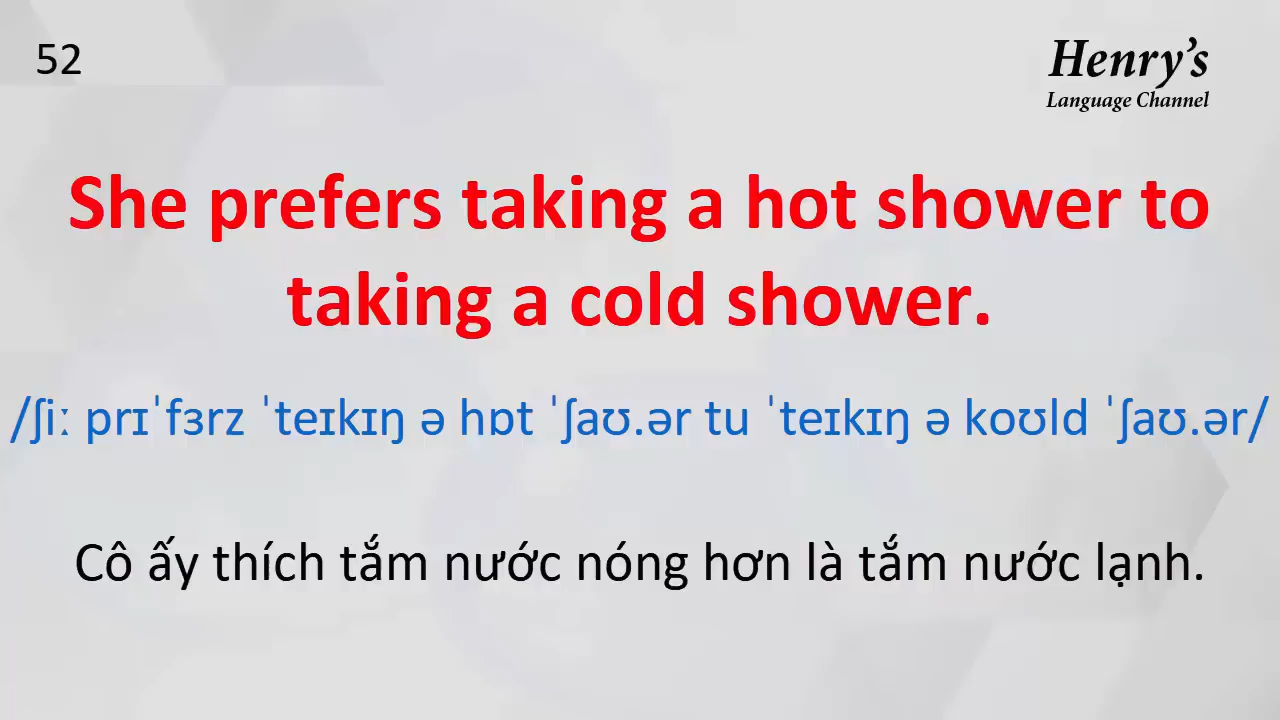 52
Henry’s
Language Channel
She prefers taking a hot shower to
taking a cold shower.
/ʃiː prɪˈfɜrz ˈteɪkɪŋ ə hɒt ˈʃaʊ.ər tu ˈteɪkɪŋ ə koʊld ˈʃaʊ.ər/
Cô ấy thích tắm nước nóng hơn là tắm nước lạnh.